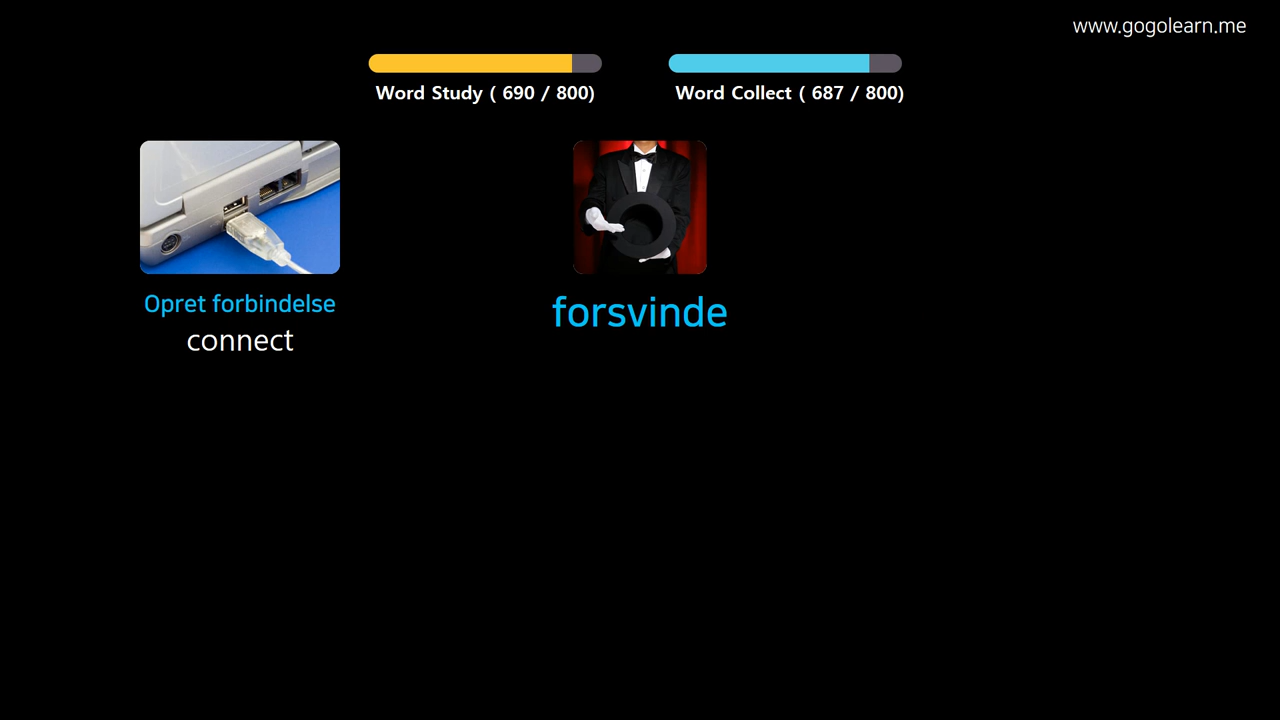 www.gogolearn.me
Word Study ( 690 / 800)
Word Collect ( 687 / 800)
Opret forbindelse
connect
forsvinde